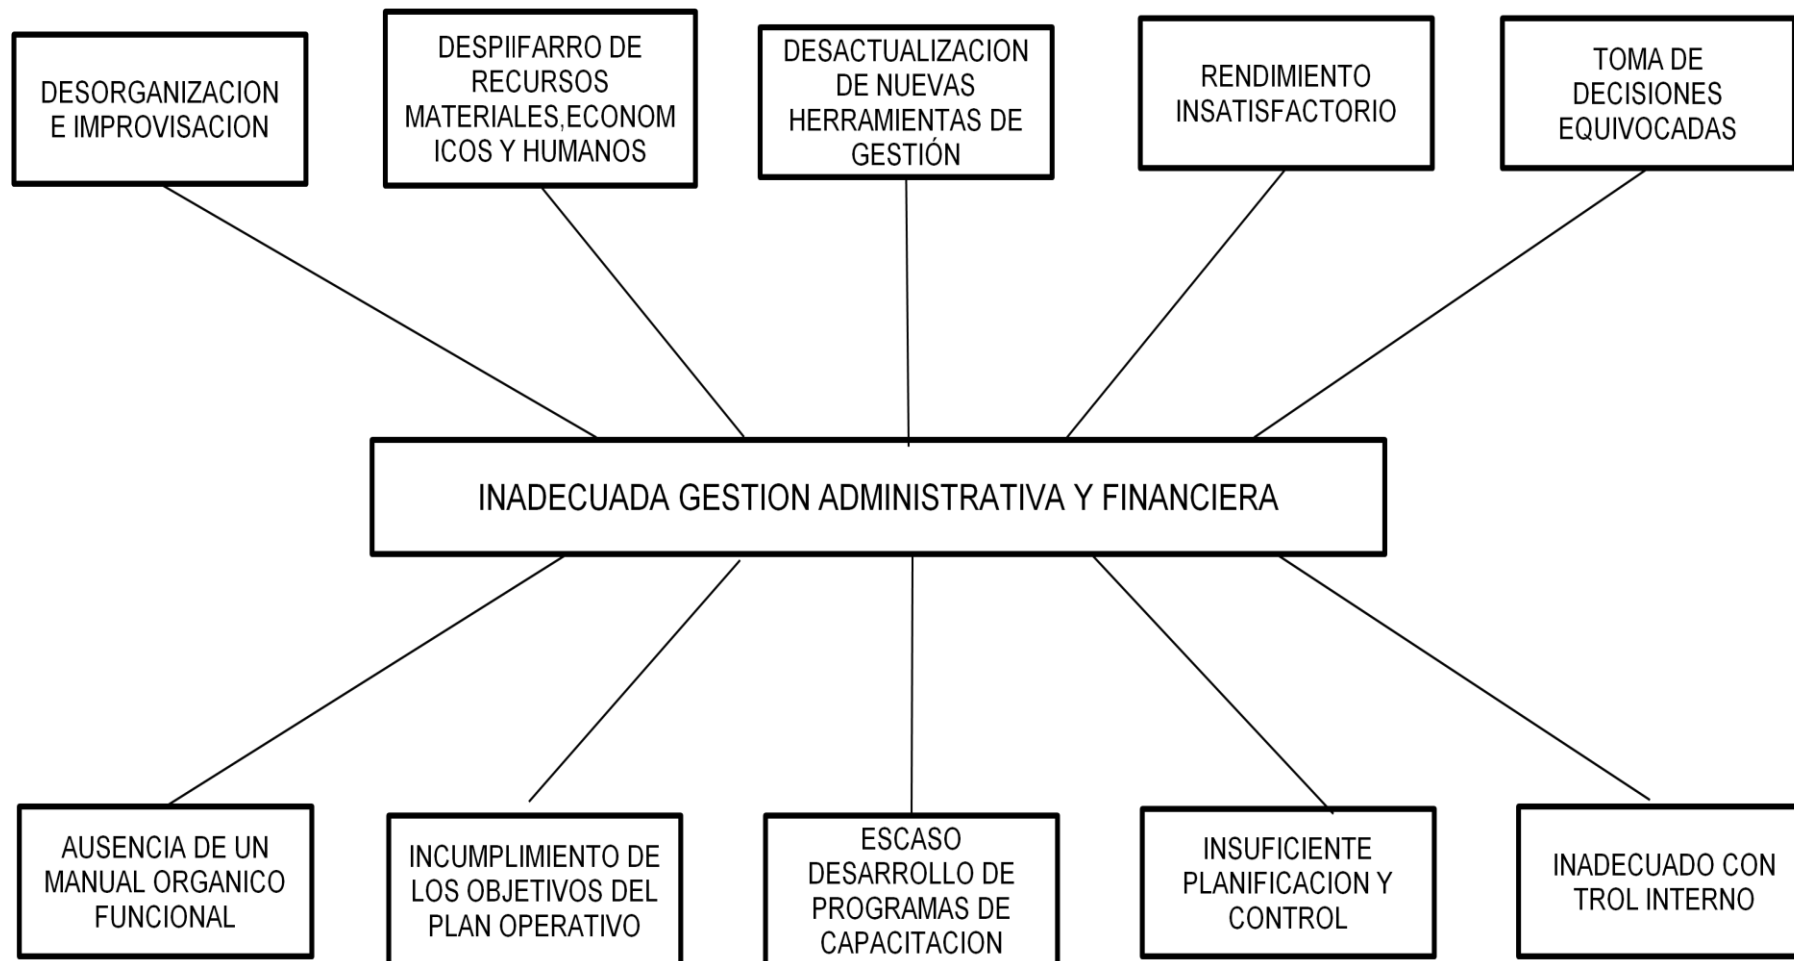 DESORGANIZACION
E IMPROVISACION
DESPIIFARRO DE
RECURSOS
MATERIALES,ECONOM
ICOS Y HUMANOS
DESACTUALIZACION
DE NUEVAS
HERRAMIENTAS DE
GESTIÓN
RENDIMIENTO
INSATISFACTORIO
TOMA DE
DECISIONES
EQUIVOCADAS
INADECUADA GESTION ADMINISTRATIVA Y FINANCIERA
AUSENCIA DE UN
MANUAL ORGANICO
FUNCIONAL
INCUMPLIMIENTO DE
LOS OBJETIVOS DEL
PLAN OPERATIVO
ESCASO
DESARROLLO DE
PROGRAMAS DE
CAPACITACION
INSUFICIENTE
PLANIFICACION Y
CONTROL
INADECUADO CON
TROL INTERNO